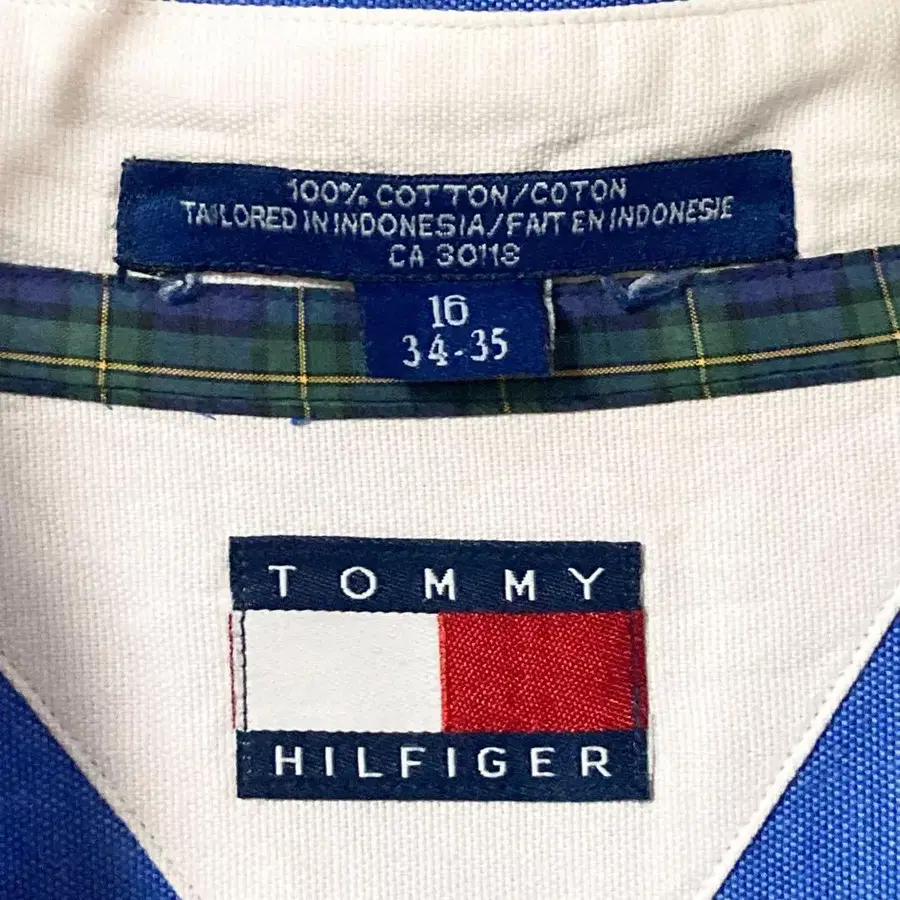 100% COTTON/COTON
TAILORED IN INDONESIA/FAIT EN INDONESIE
CA 30118
16
34-35
TOMMY
HILFIGER